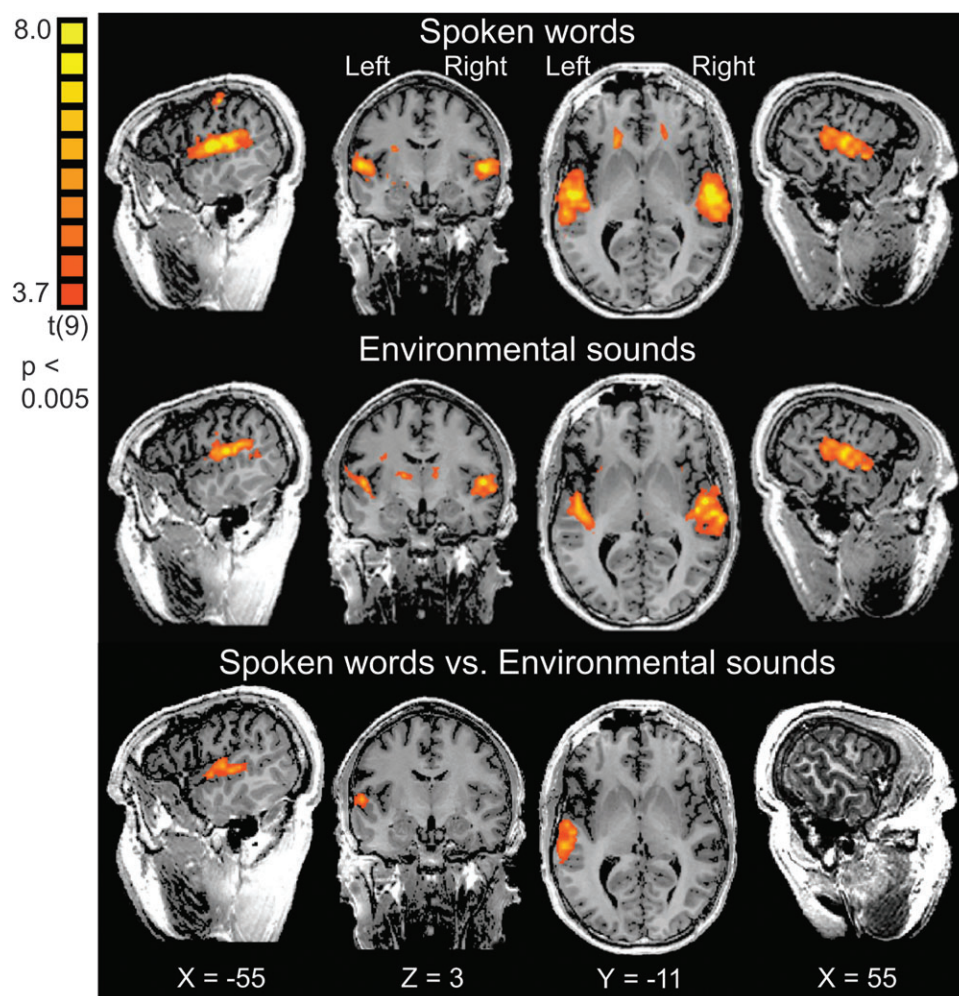 8.0
3.7
t(9)
p <
0.005
Spoken words
Left Right Left Right
Environmental sounds
Spoken words vs. Environmental sounds
X = -55 Z = 3 Y = -11 X = 55